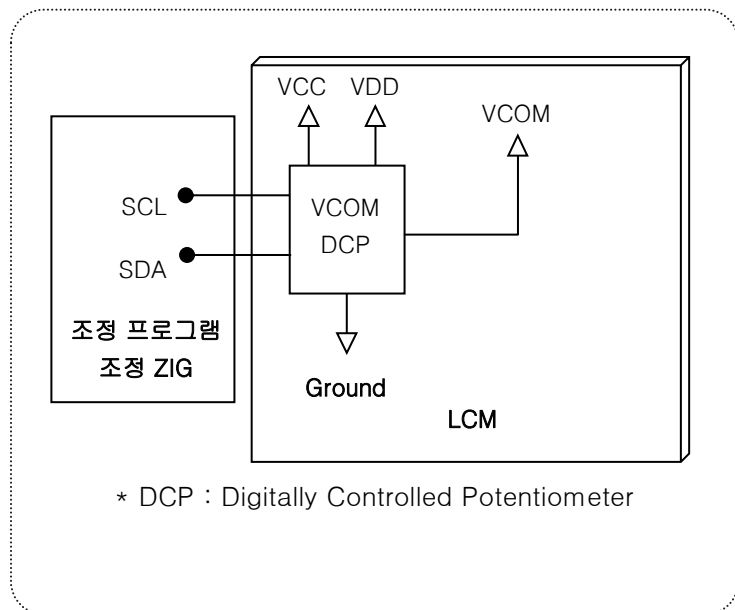 VCC VDD
VCOM
SCL
VCOM
DCP
SDA
조정 프로그램
조정 ZIG
Ground
LCM
* DCP : Digitally Controlled Potentiometer